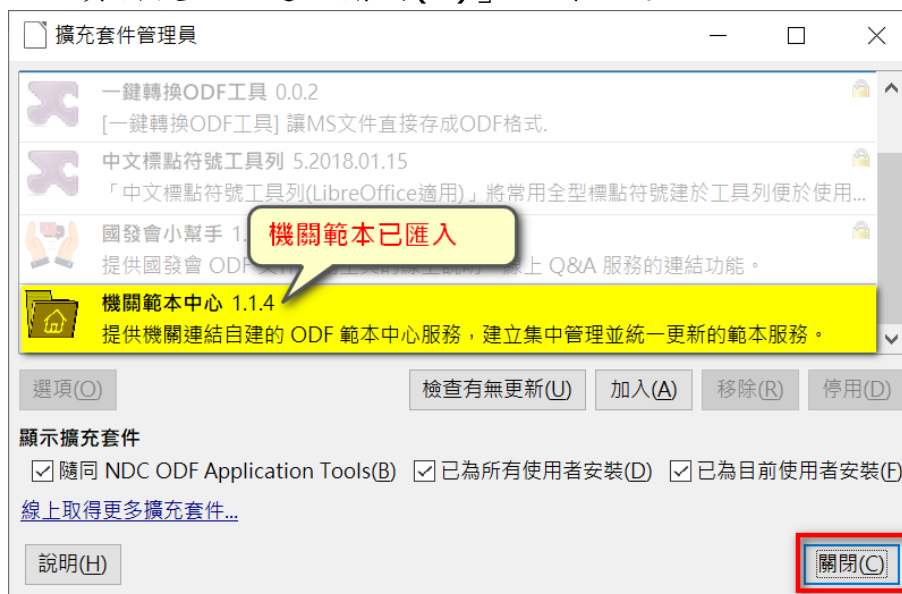 擴充套件管理員
一鍵轉換ODF工具 0.0.2
[一鍵轉換ODF工具] 讓MS文件直接存成ODF格式.
中文標點符號工具列 5.2018.01.15
「中文標點符號工具列(LibreOffice適用)」將常用全型標點符號建於工具列便於使用...
國發會小幫手 1.
機關範本已匯入
提供國發會 ODF 線上 Q&A 服務的連結功能。
機關範本中心 1.1.4
提供機關連結自建的 ODF 範本中心服務，建立集中管理並統一更新的範本服務。
選項(O) 檢查有無更新(U) 加入(A) 移除(R) 停用(D)
顯示擴充套件
隨同 NDC ODF Application Tools(B) 已為所有使用者安裝(D) 已為目前使用者安裝(F)
線上取得更多擴充套件...
說明(H) 關閉(C)